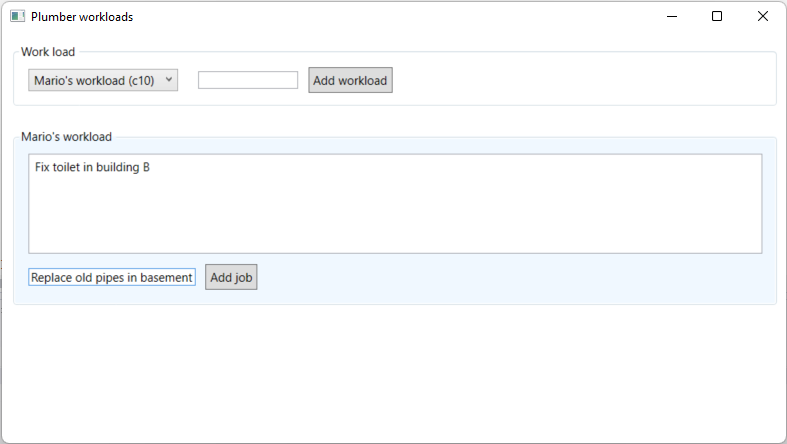 Plumber workloads
Work load
Mario's workload (c10)
Add workload
Mario's workload
Fix toilet in building B
Replace old pipes in basement
Add job